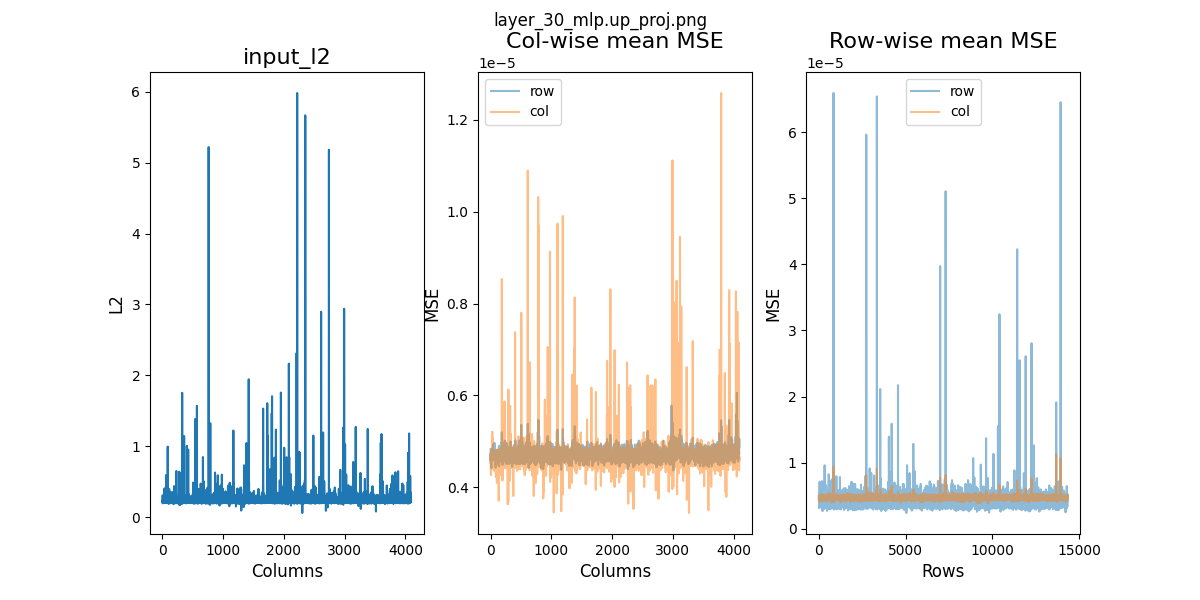 layer_30_mlp.up_proj.png
input_l2
L2
6
5
4
3
2
1
0
0 1000 2000 3000 4000
Columns
Col-wise mean MSE
1e−5
row
col
MSE
1.2
1.0
0.8
0.6
0.4
0 1000 2000 3000 4000
Columns
Row-wise mean MSE
1e−5
row
col
MSE
6
5
4
3
2
1
0
0 5000 10000 15000
Rows